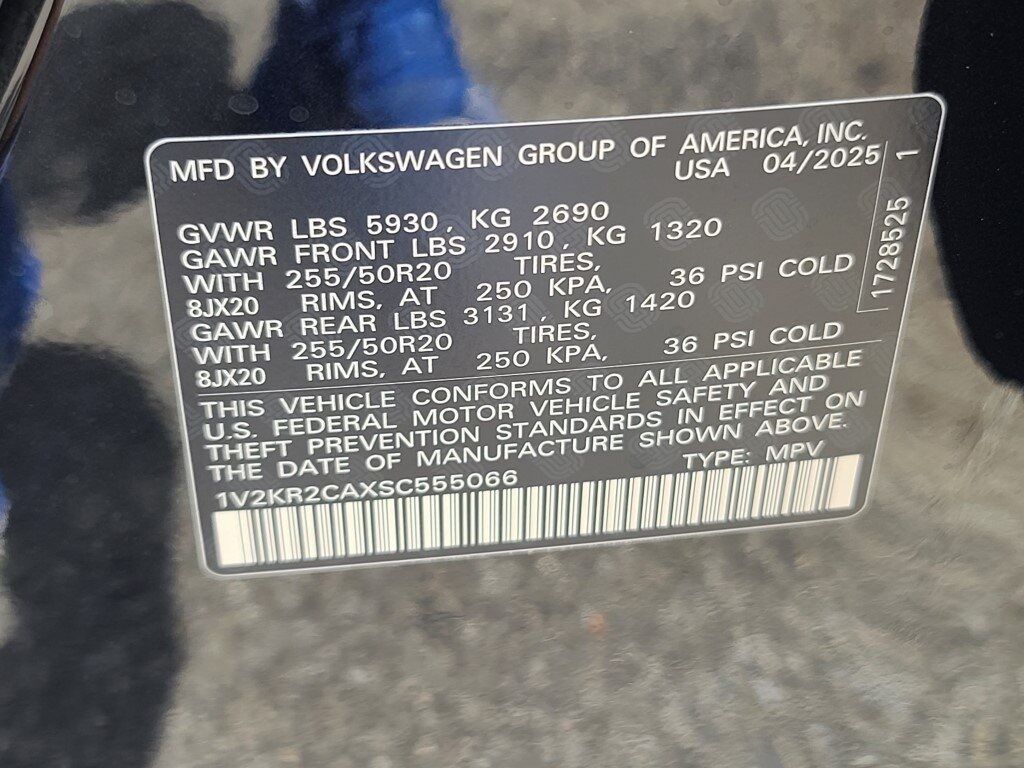 MFD BY VOLKSWAGEN GROUP OF AMERICA, INC.
USA 04/2025
GVWR LBS 5930, KG 2690
GAWR FRONT LBS 2910, KG 1320
WITH 255/50R20 TIRES,
8JX20 RIMS, AT 250 KPA, 36 PSI COLD
GAWR REAR LBS 3131, KG 1420
WITH 255/50R20 TIRES,
8JX20 RIMS, AT 250 KPA, 36 PSI COLD
THIS VEHICLE CONFORMS TO ALL APPLICABLE
U.S. FEDERAL MOTOR VEHICLE SAFETY AND
THEFT PREVENTION STANDARDS IN EFFECT ON
THE DATE OF MANUFACTURE SHOWN ABOVE.
TYPE: MPV
1V2KR2CAXSC555066
1728525 1